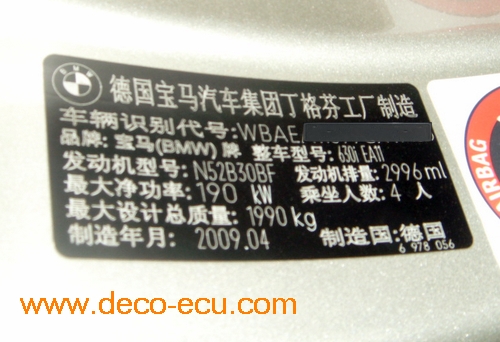 BMW
德国宝马汽车集团丁格芬工厂制造
车辆识别代号:WBAE
品牌:宝马(BMW)牌 整车型号:630i EA11
发动机型号:N52B30BF 发动机排量:2996ml
最大净功率:190 kW 乘坐人数:4 人
最大设计总质量:1990kg
制造年月:2009.04 制造国:德国
6 978 056
AIRBAG
www.deco-ecu.com